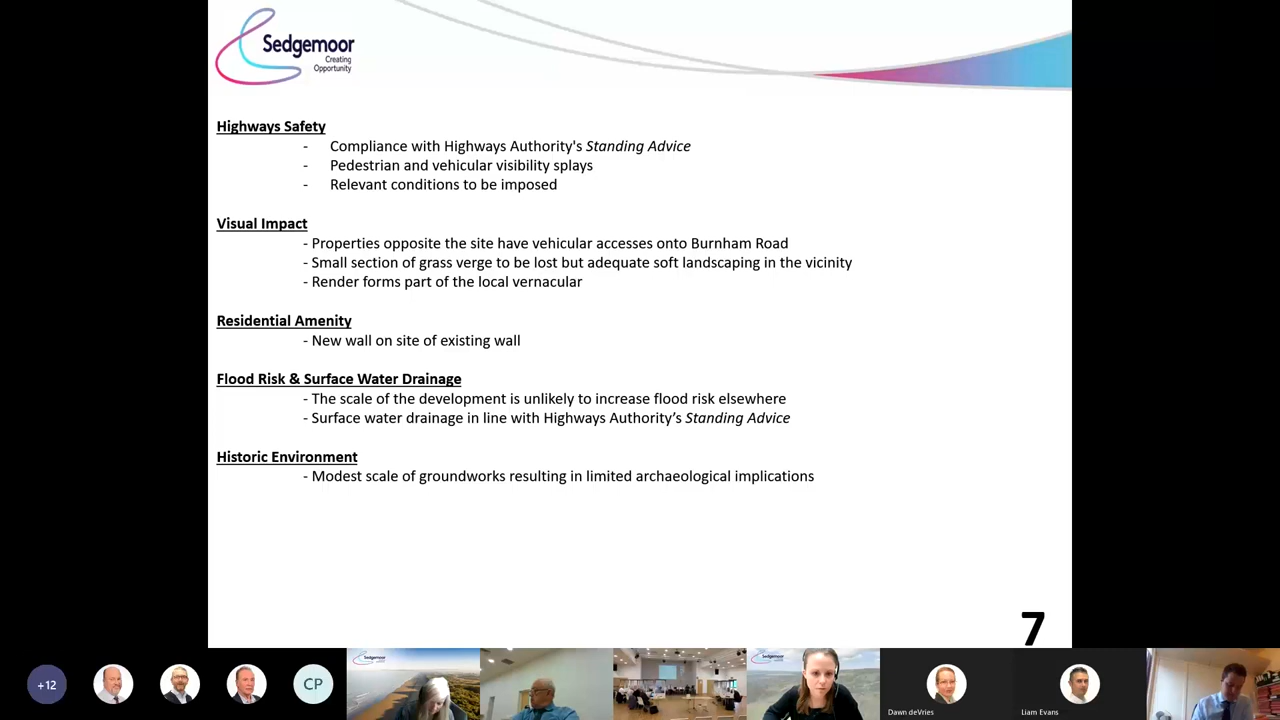 Sedgemoor
Creating
Opportunity
Highways Safety
- Compliance with Highways Authority's Standing Advice
- Pedestrian and vehicular visibility splays
- Relevant conditions to be imposed
Visual Impact
- Properties opposite the site have vehicular accesses onto Burnham Road
- Small section of grass verge to be lost but adequate soft landscaping in the vicinity
- Render forms part of the local vernacular
Residential Amenity
- New wall on site of existing wall
Flood Risk & Surface Water Drainage
- The scale of the development is unlikely to increase flood risk elsewhere
- Surface water drainage in line with Highways Authority’s Standing Advice
Historic Environment
- Modest scale of groundworks resulting in limited archaeological implications
7
+12
CP
Sedgemoor
Sedgemoor
Dawn deVries
Liam Evans